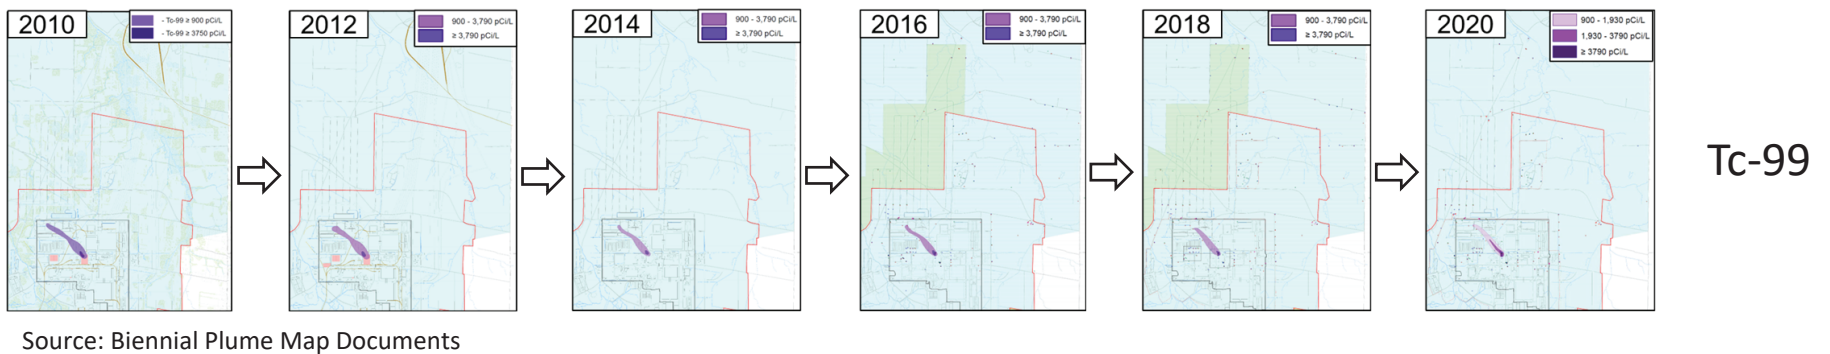 2010
- Tc-99 ≥ 900 pCi/L
- Tc-99 ≥ 3750 pCi/L
2012
900 - 3,790 pCi/L
≥ 3,790 pCi/L
2014
900 - 3,790 pCi/L
≥ 3,790 pCi/L
2016
900 - 3,790 pCi/L
≥ 3,790 pCi/L
2018
900 - 3,790 pCi/L
≥ 3,790 pCi/L
2020
900 - 1,930 pCi/L
1,930 - 3790 pCi/L
≥ 3790 pCi/L
Tc-99
Source: Biennial Plume Map Documents